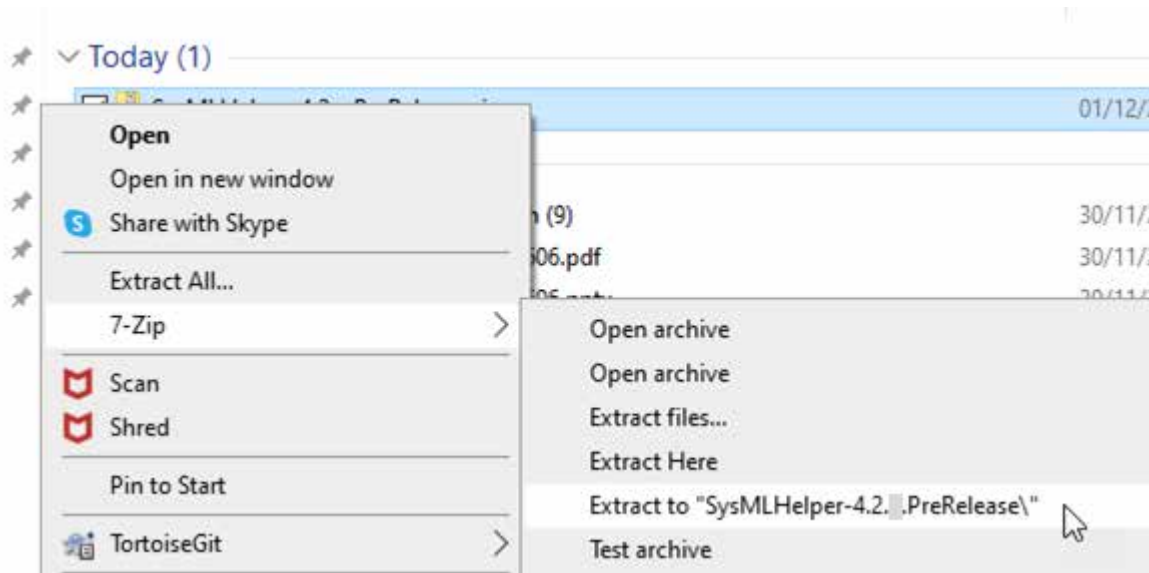 Today (1)
01/12/
Open
Open in new window
Share with Skype
(9)
30/11/
06.pdf
30/11/
Extract All...
7-Zip
Open archive
Scan
Open archive
Shred
Extract files...
Extract Here
Pin to Start
Extract to "SysMLHelper-4.2. .PreRelease\"
TortoiseGit
Test archive